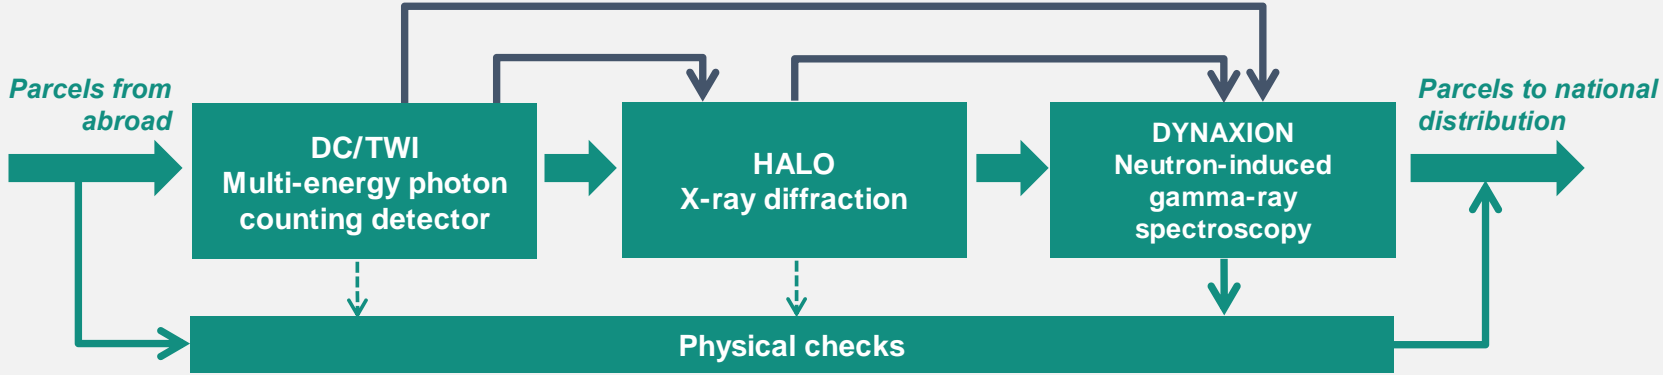 Parcels from
abroad
DC/TWI
Multi-energy photon
counting detector
HALO
X-ray diffraction
DYNAXION
Neutron-induced
gamma-ray
spectroscopy
Parcels to national
distribution
Physical checks